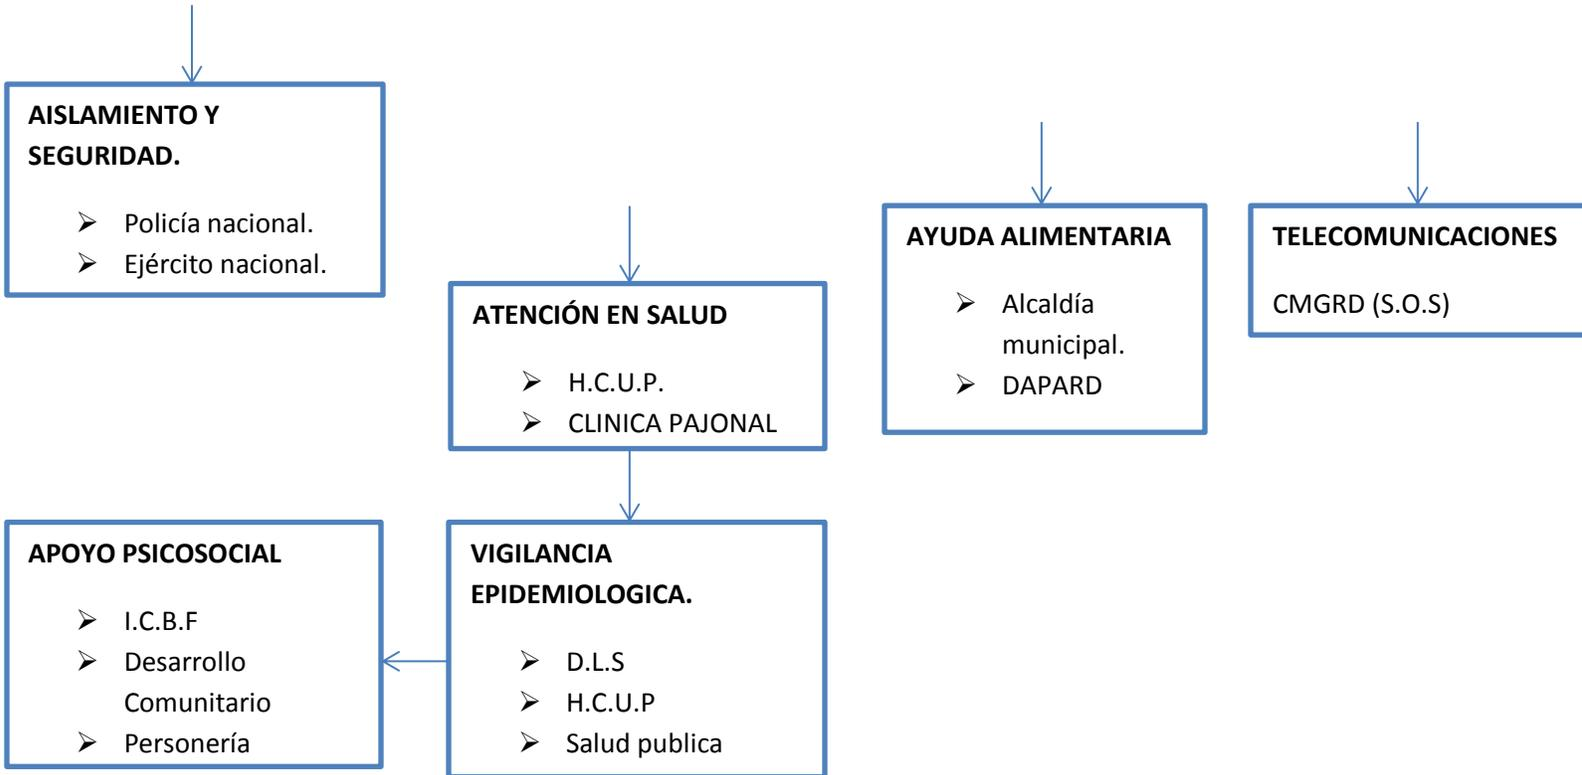 AISLAMIENTO Y
SEGURIDAD.
➢ Policía nacional.
➢ Ejército nacional.
ATENCIÓN EN SALUD
➢ H.C.U.P.
➢ CLINICA PAJONAL
AYUDA ALIMENTARIA
➢ Alcaldía
municipal.
➢ DAPARD
TELECOMUNICACIONES
CMGRD (S.O.S)
APOYO PSICOSOCIAL
➢ I.C.B.F
➢ Desarrollo
Comunitario
➢ Personería
VIGILANCIA
EPIDEMIOLOGICA.
➢ D.L.S
➢ H.C.U.P
➢ Salud publica